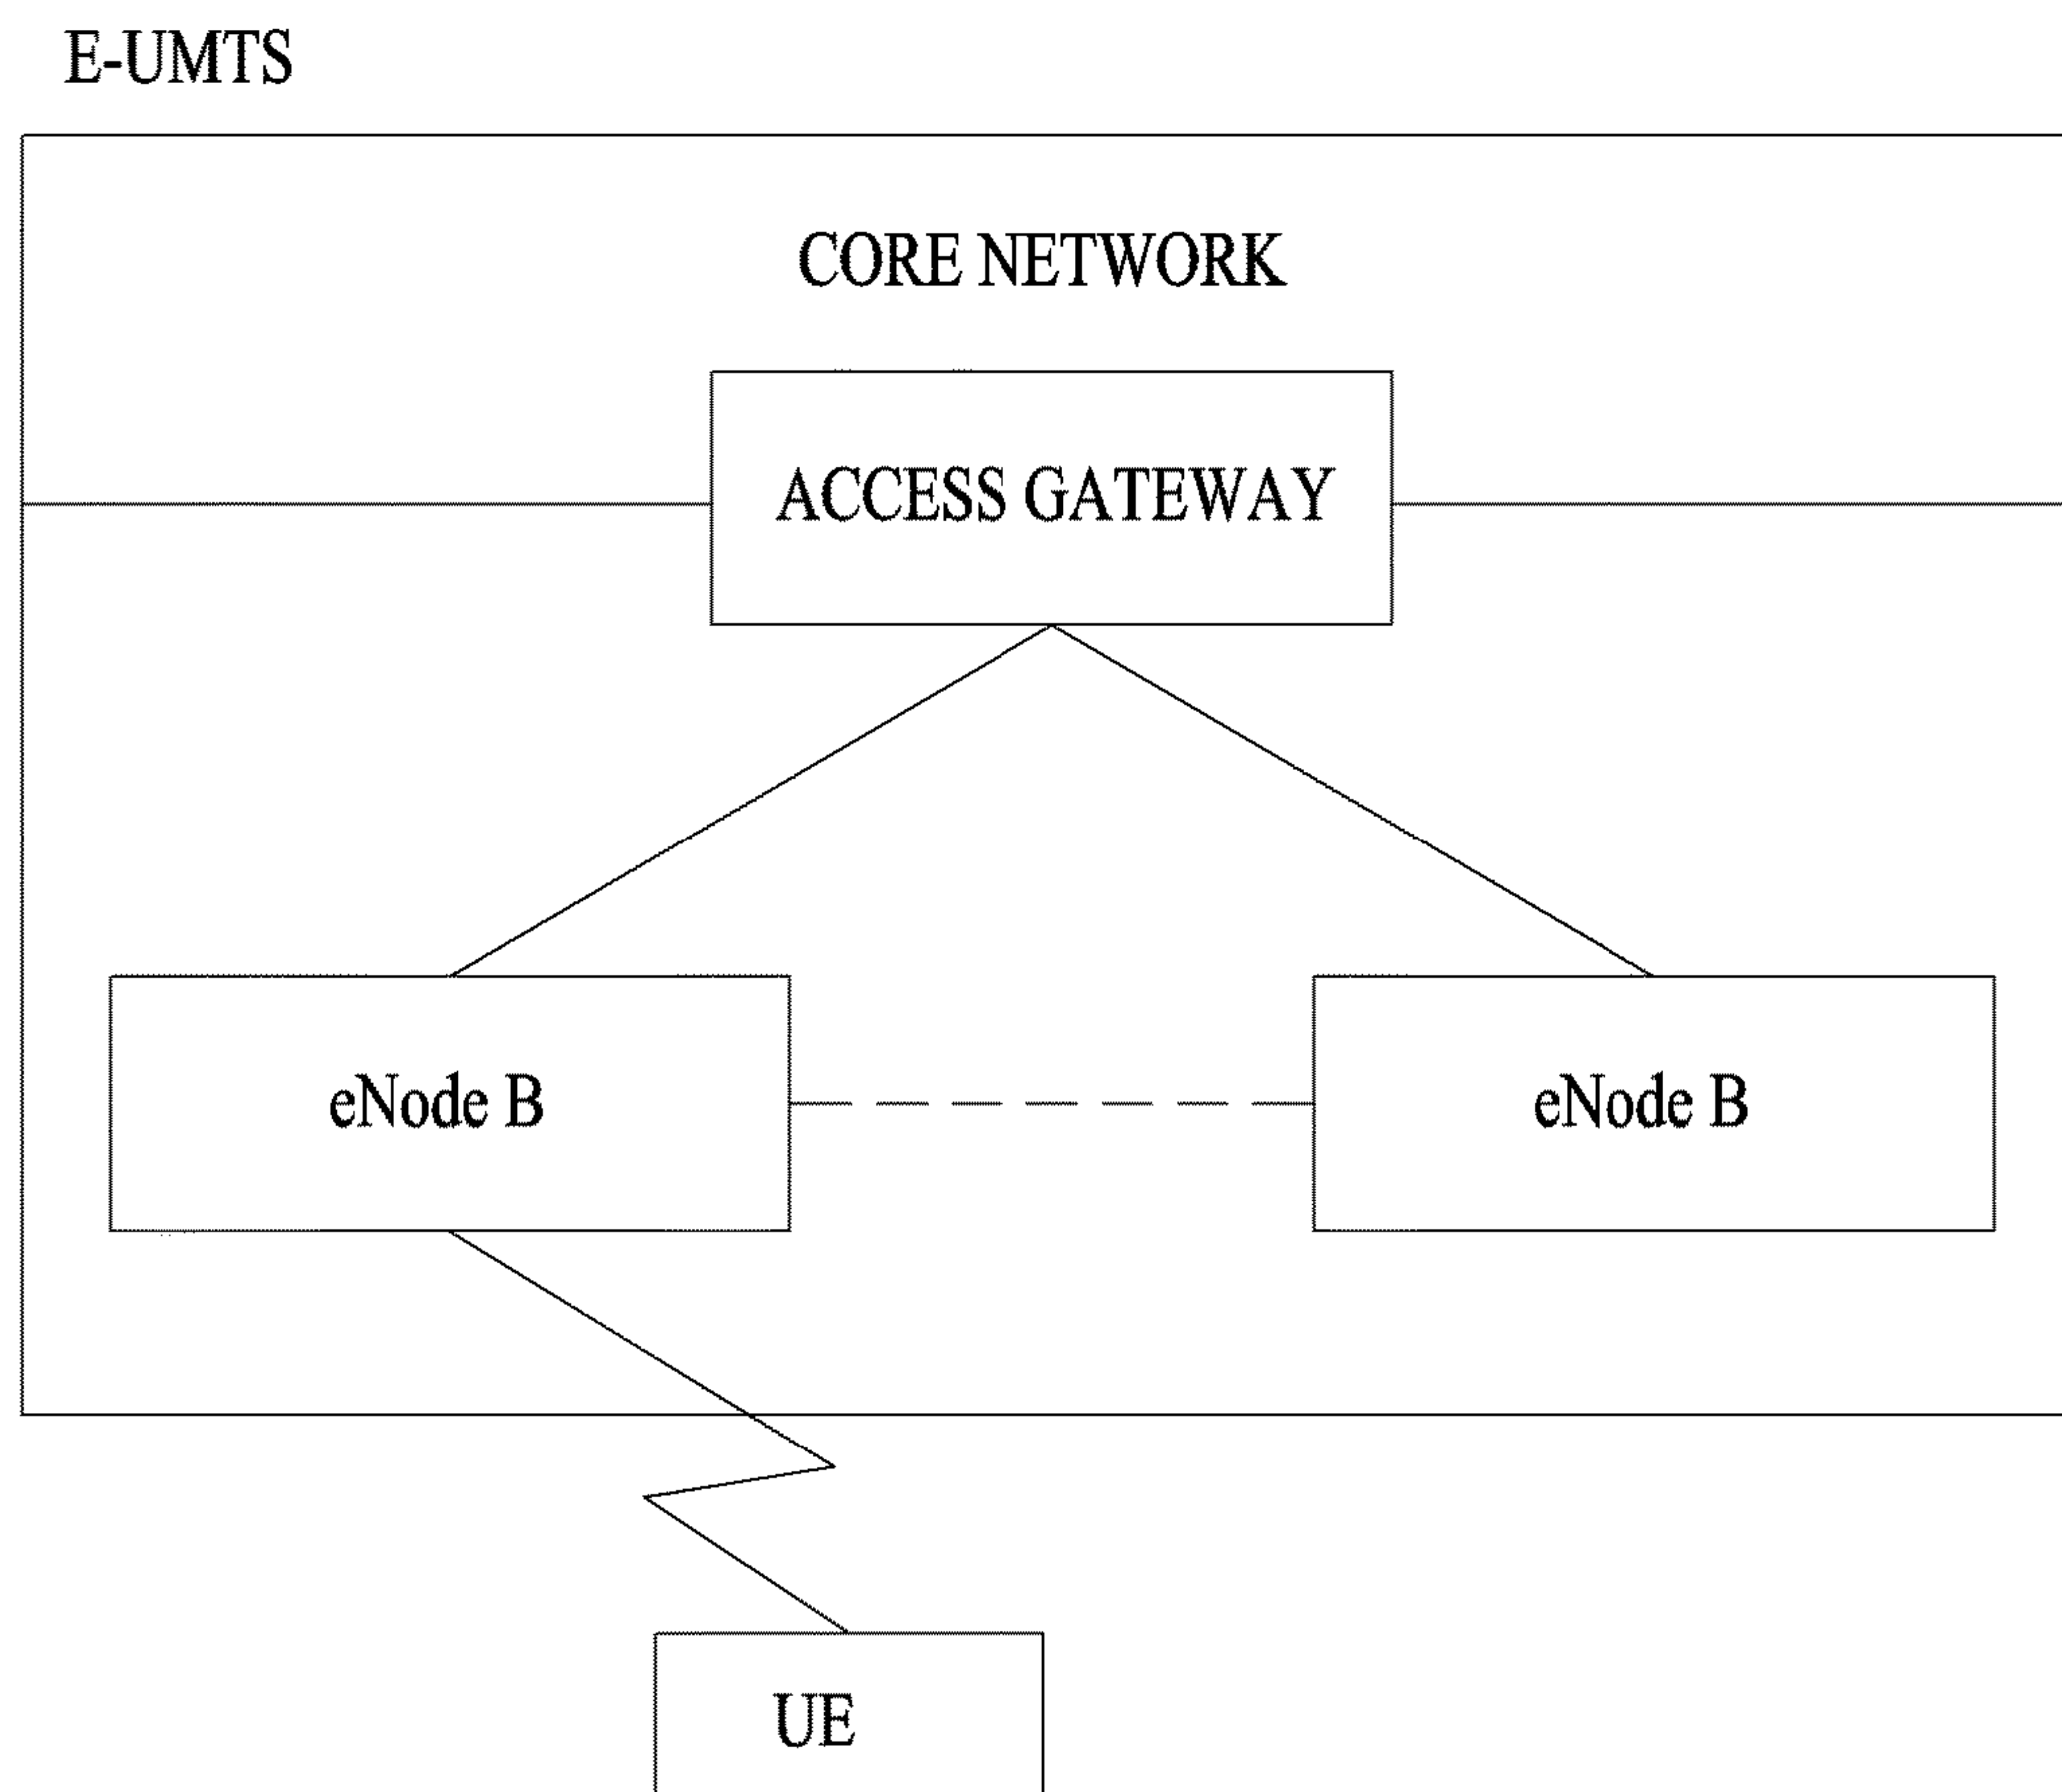 E-UMTS
CORE NETWORK
ACCESS GATEWAY
eNode B
eNode B
UE